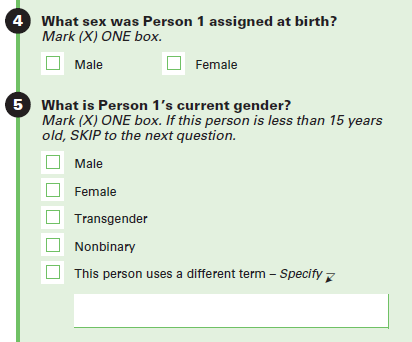 4 What sex was Person 1 assigned at birth?
Mark (X) ONE box.
Male Female
5 What is Person 1's current gender?
Mark (X) ONE box. If this person is less than 15 years
old, SKIP to the next question.
Male
Female
Transgender
Nonbinary
This person uses a different term – Specify